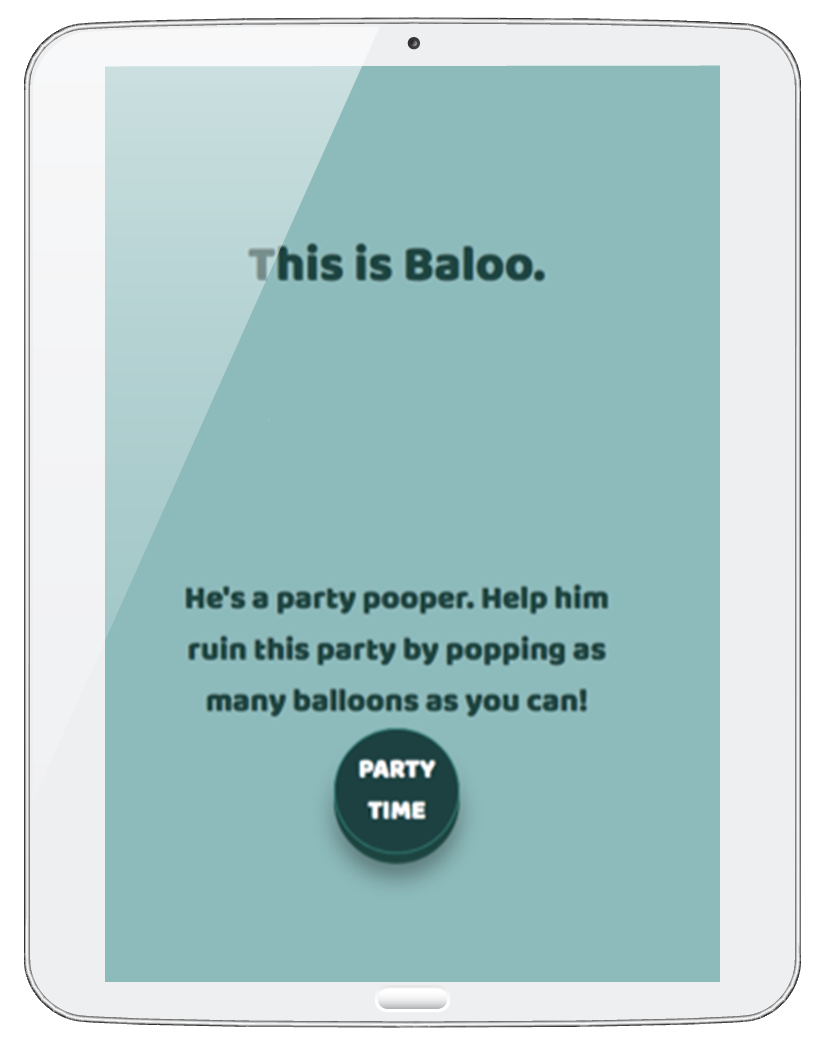 This is Baloo.
He's a party pooper. Help him
ruin this party by popping as
many balloons as you can!
PARTY
TIME